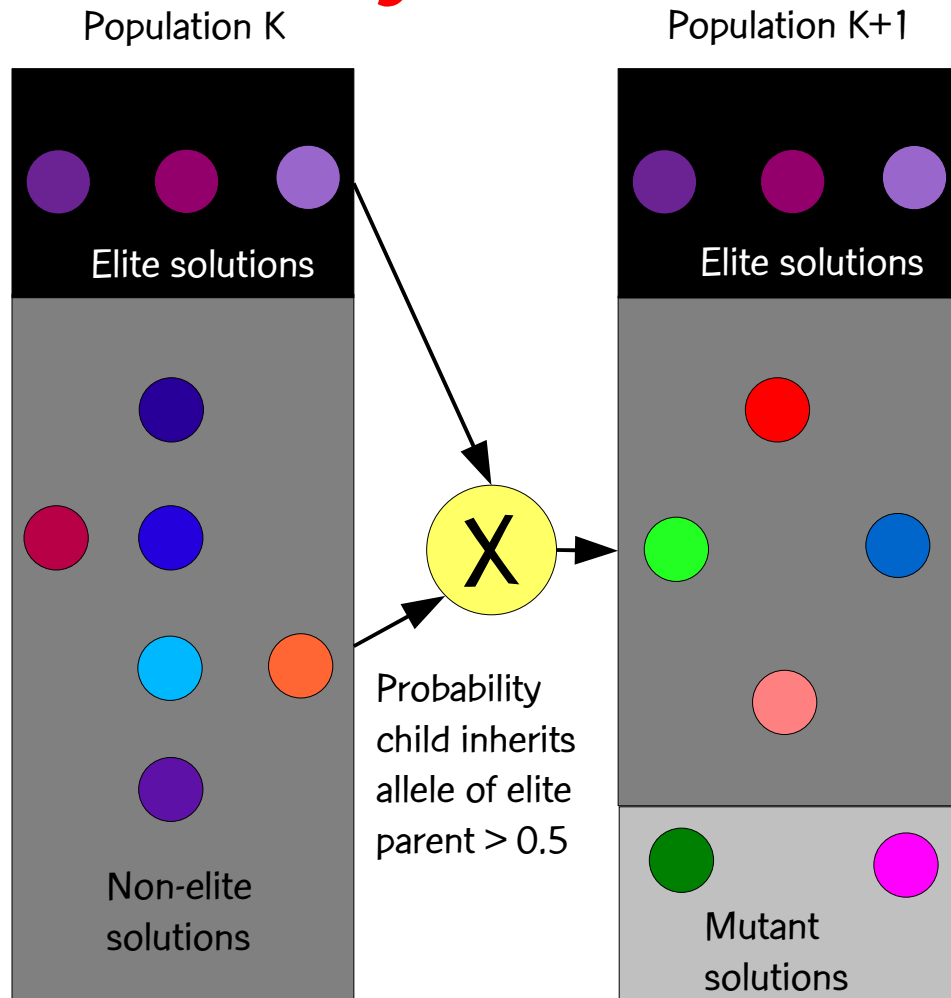 Population K
Population K+1
Elite solutions
Elite solutions
X
Probability
child inherits
allele of elite
parent > 0.5
Non-elite
solutions
Mutant
solutions